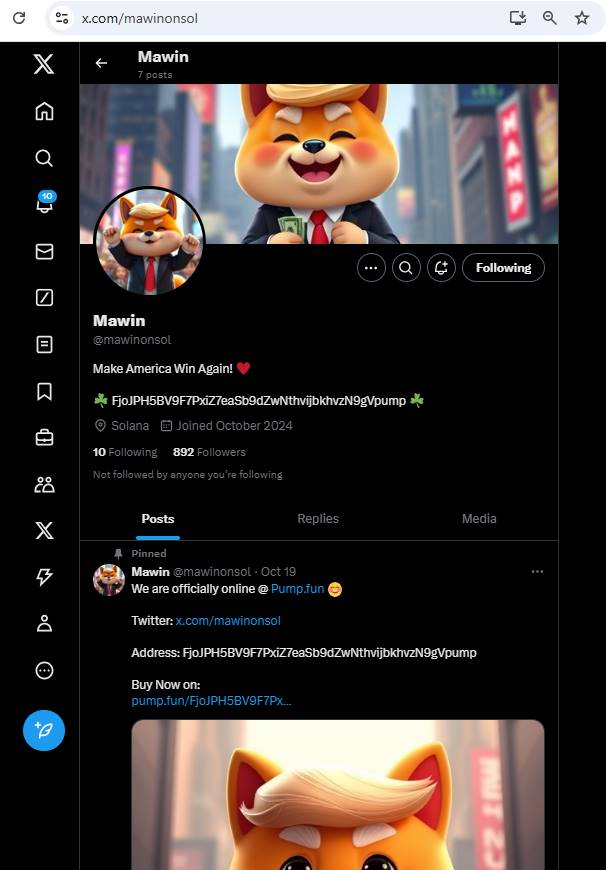 x.com/mawinonsol
Mawin
7 posts
10
MANP
Following
Mawin
@mawinonsol
Make America Win Again! ♥️
☘️ FjoJPH5BV9F7PxiZ7eaSb9dZwNthvijbkhvzN9gVpump ☘️
Solana Joined October 2024
10 Following 892 Followers
Not followed by anyone you're following
Posts Replies Media
Pinned
Mawin @mawinonsol · Oct 19
We are officially online @ Pump.fun 😊
Twitter: x.com/mawinonsol
Address: FjoJPH5BV9F7PxiZ7eaSb9dZwNthvijbkhvzN9gVpump
Buy Now on:
pump.fun/FjoJPH5BV9F7Px...